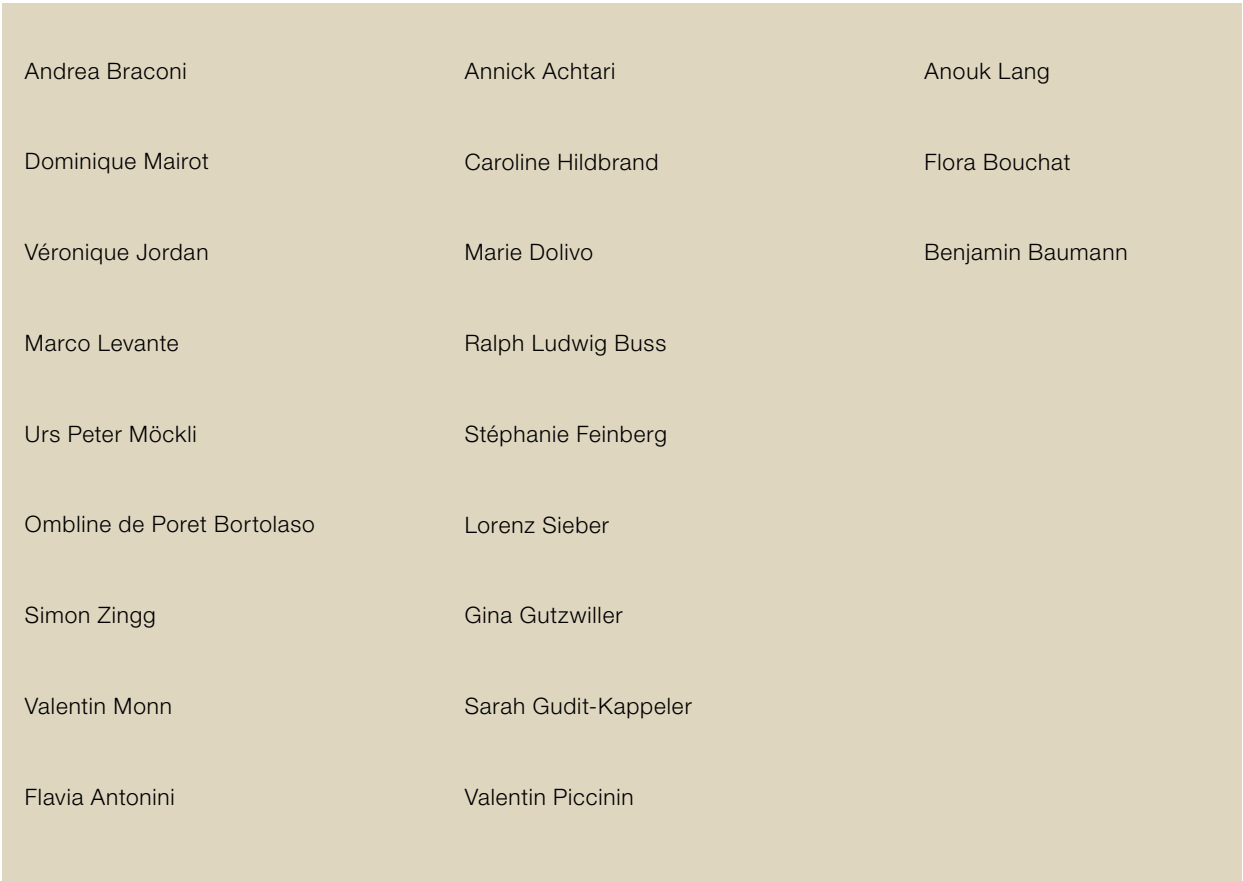 Andrea Braconi
Dominique Mairot
Véronique Jordan
Marco Levante
Urs Peter Möckli
Ombline de Poret Bortolaso
Simon Zingg
Valentin Monn
Flavia Antonini
Annick Achtari
Caroline Hildbrand
Marie Dolivo
Ralph Ludwig Buss
Stéphanie Feinberg
Lorenz Sieber
Gina Gutzwiller
Sarah Gudit-Kappeler
Valentin Piccinin
Anouk Lang
Flora Bouchat
Benjamin Baumann